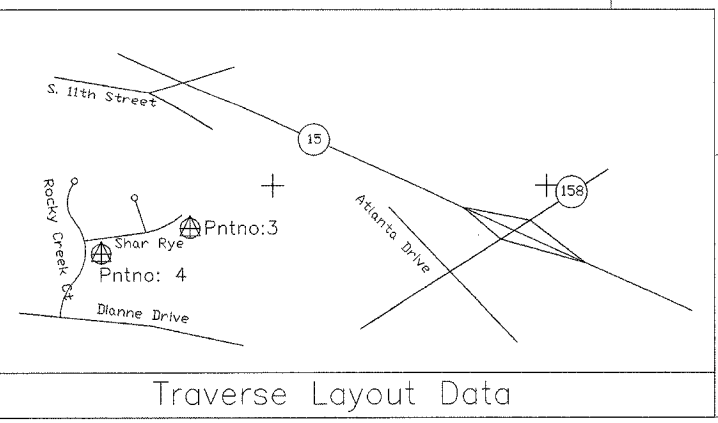 S. 11th Street
15
158
Rocky Creek Ct
Atlanta Drive
Pntno:3
Shar Rye
Pntno: 4
Dianne Drive
Traverse Layout Data